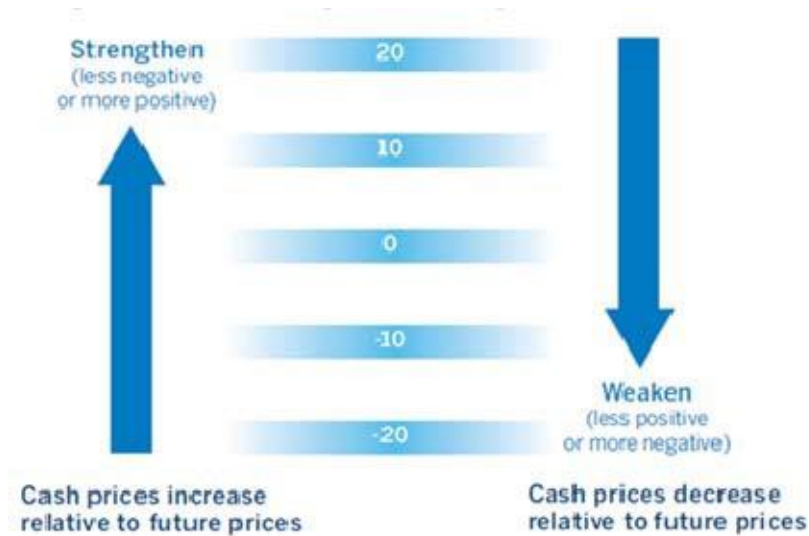 Strengthen
(less negative
or more positive)
20
10
0
-10
-20
Weaken
(less positive
or more negative)
Cash prices increase
relative to future prices
Cash prices decrease
relative to future prices